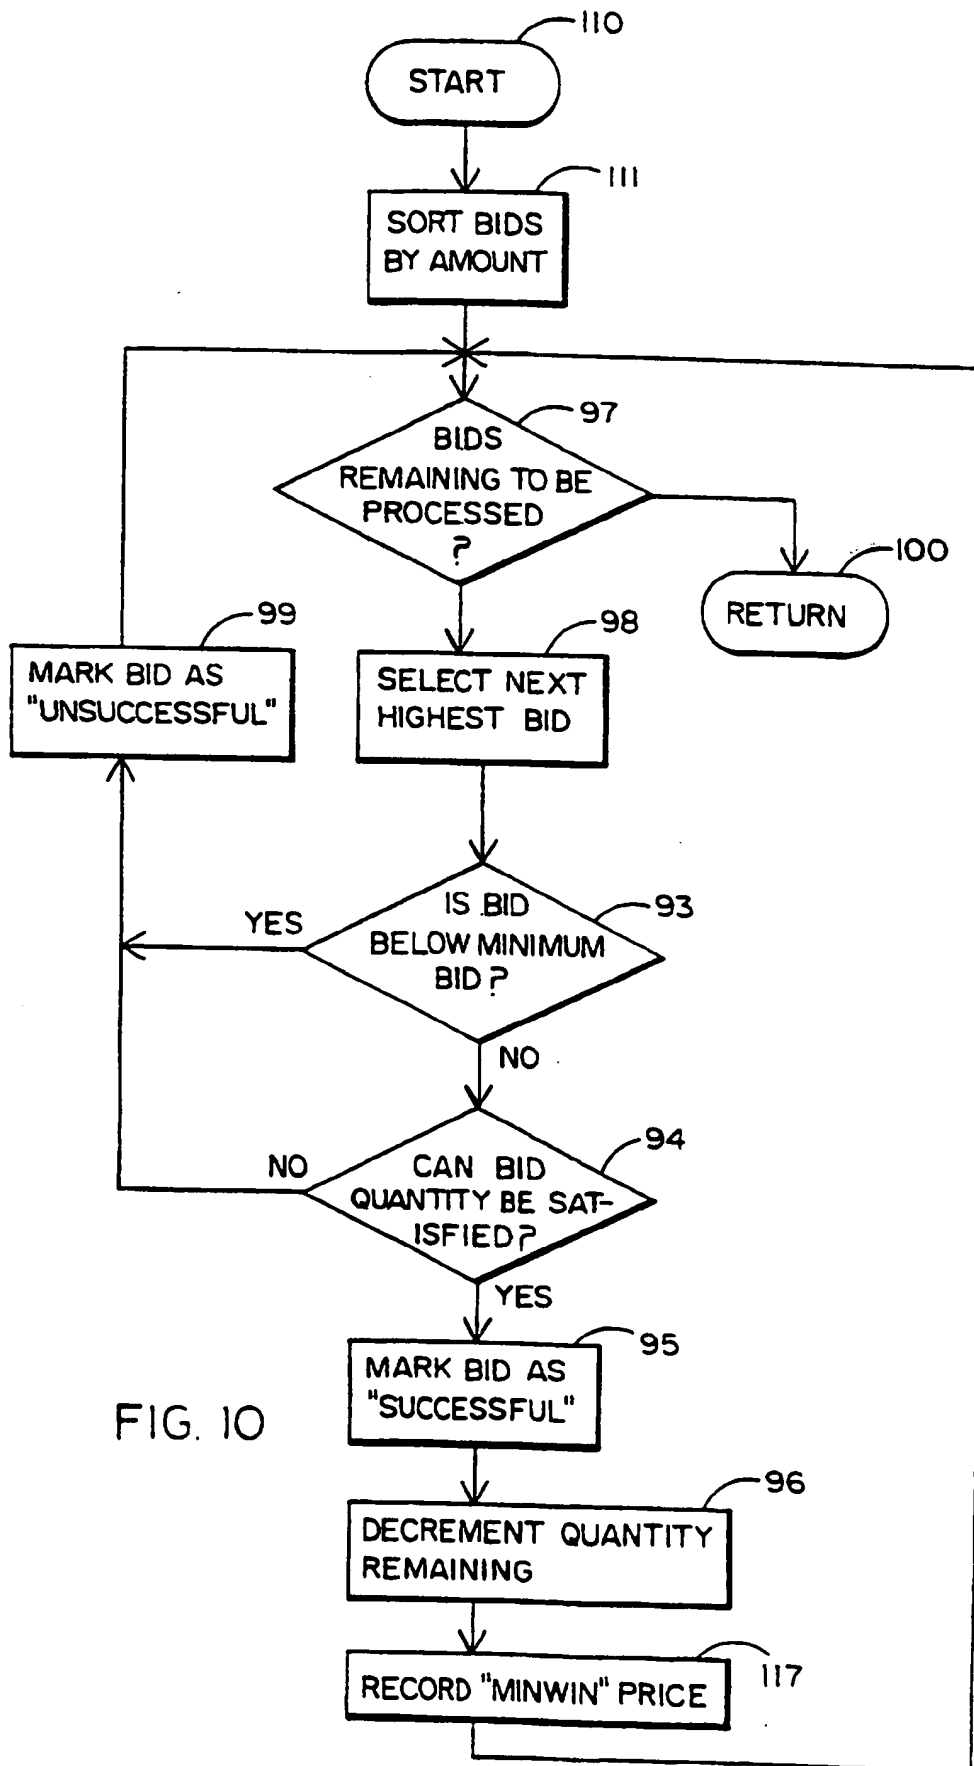 110
START
111
SORT BIDS
BY AMOUNT
97
BIDS
REMAINING TO BE
PROCESSED
?
100
RETURN
99
MARK BID AS
"UNSUCCESSFUL"
98
SELECT NEXT
HIGHEST BID
93
IS BID
BELOW MINIMUM
BID?
YES
NO
94
CAN BID
QUANTITY BE SAT-
ISFIED?
NO
YES
95
MARK BID AS
"SUCCESSFUL"
FIG. 10
96
DECREMENT QUANTITY
REMAINING
117
RECORD "MINWIN" PRICE